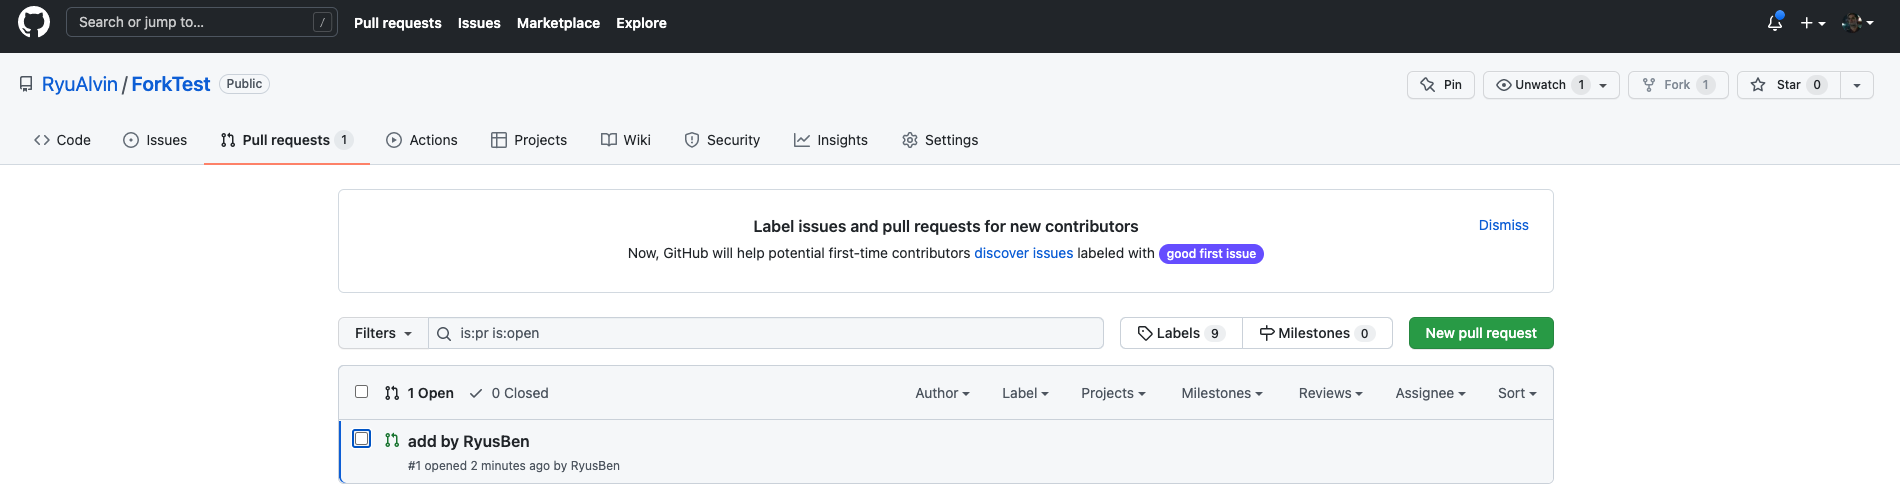 Search or jump to... / Pull requests Issues Marketplace Explore
RyuAlvin / ForkTest Public Pin Unwatch 1 Fork 1 Star 0
Code Issues Pull requests 1 Actions Projects Wiki Security Insights Settings
Label issues and pull requests for new contributors Dismiss
Now, GitHub will help potential first-time contributors discover issues labeled with good first issue
Filters is:pr is:open Labels 9 Milestones 0 New pull request
1 Open 0 Closed Author Label Projects Milestones Reviews Assignee Sort
add by RyusBen
#1 opened 2 minutes ago by RyusBen